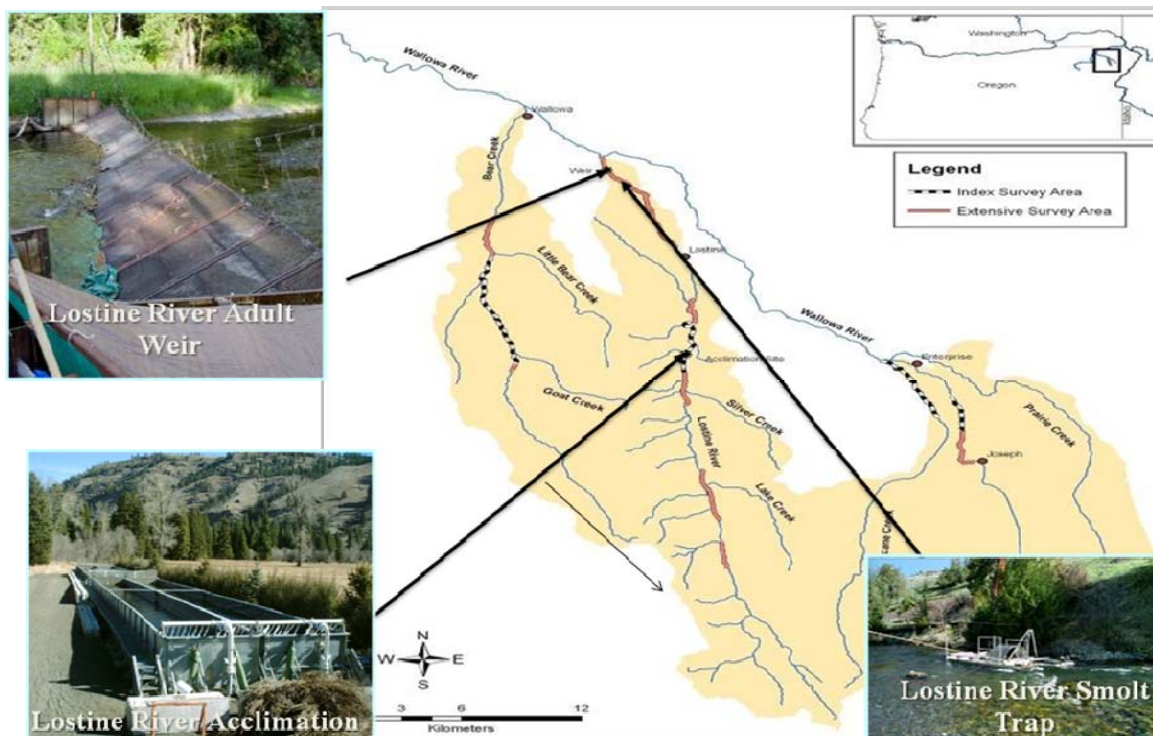 Wallowa River
Washington
Oregon
Idaho
Wallowa
Bear Creek
Weir
Legend
Index Survey Area
Extensive Survey Area
Little Bear Creek
Lostine
Lostine River Adult
Weir
Wallowa River
Acclimation Site
Enterprise
Goat Creek
Silver Creek
Prairie Creek
Lostine River
Joseph
Lake Creek
N
W E
S
Lostine River Acclimation
3 6 12
Kilometers
Lostine River Smolt
Trap